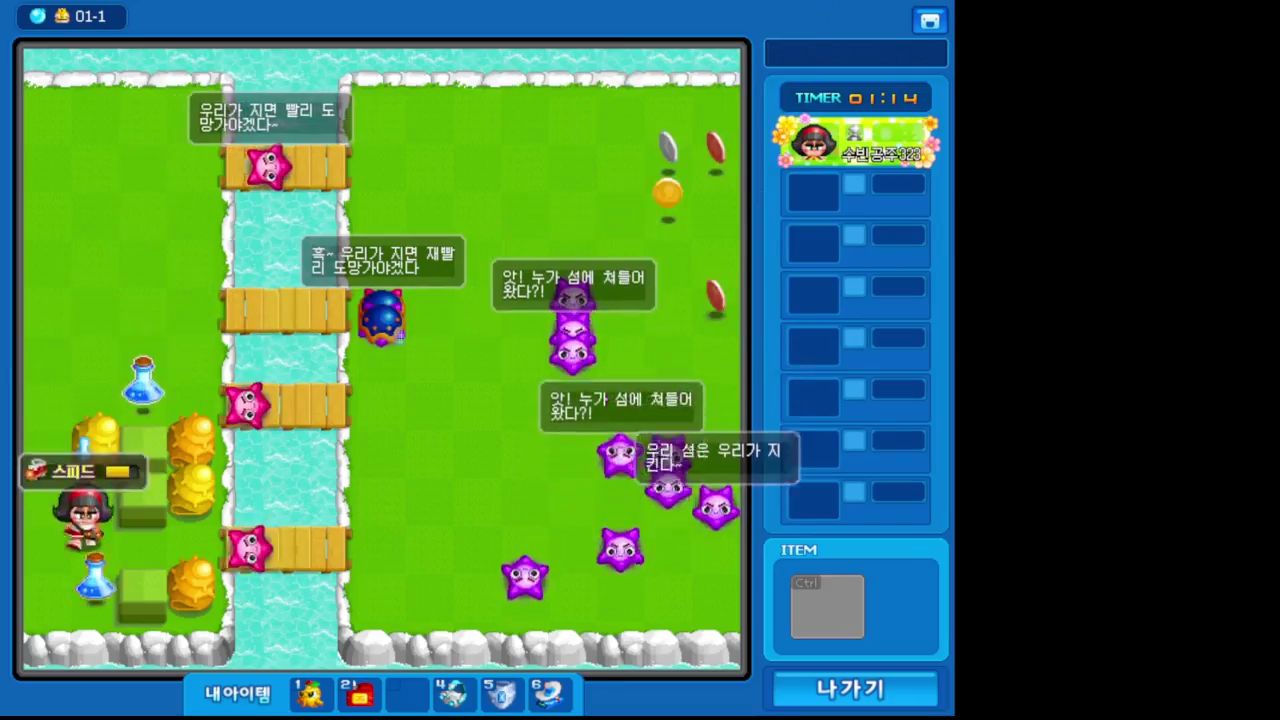 01-1
우리가 지면 빨리 도
망가야겠다~
TIMER 01:14
수빈공주323
흑~ 우리가 지면 재빨
리 도망가야겠다
앗! 누가 섬에 쳐들어
왔다?!
앗! 누가 섬에 쳐들어
왔다?!
우리 섬은 우리가 지
킨다~
스피드
ITEM
Ctrl
내아이템
1
2
4
5
6
나가기